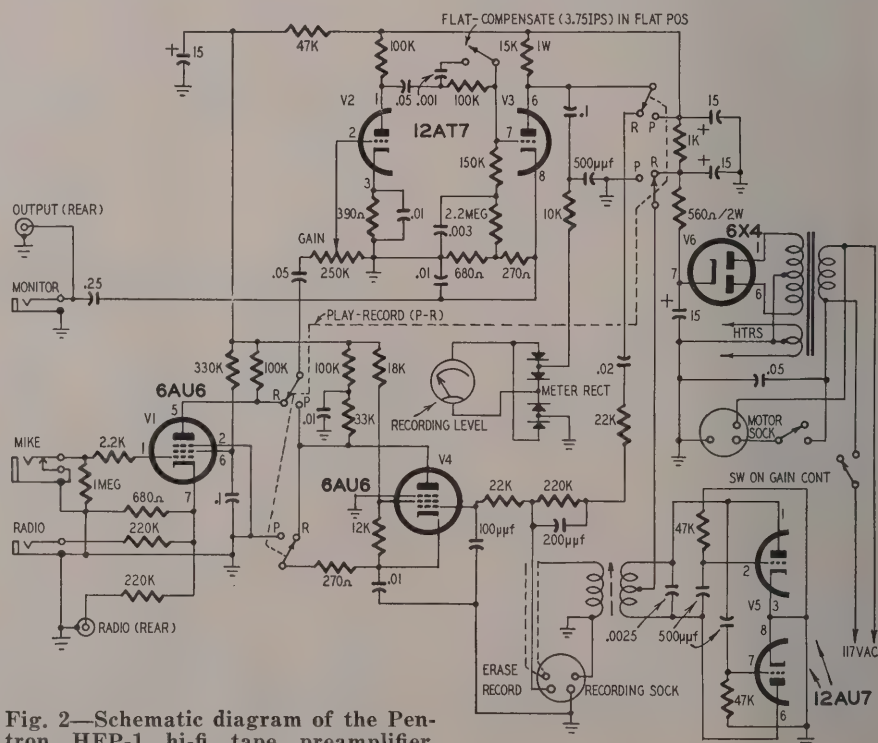 FLAT-COMPENSATE (3.75IPS) IN FLAT POS
+
15
47K
100K
15K
1W
V2
1
.05
.001
100K
V3
6
.1
R
P
15
+
12AT7
2
7
1K
+
15
3
150K
8
500µµf
P
R
390Ω
.01
2.2MEG
.003
10K
560Ω/2W
6X4
V6
1
OUTPUT (REAR)
GAIN
250K
.05
.01
680Ω
270Ω
7
6
MONITOR
.25
+
15
HTRS
PLAY-RECORD (P-R)
330K
100K
100K
18K
.02
.05
6AU6
R
P
.01
33K
RECORDING LEVEL
METER RECT
MOTOR
SOCK
V1
5
22K
MIKE
2.2K
1
2
6
6AU6
V4
SW ON GAIN CONT
1MEG
7
680Ω
.1
22K
220K
47K
1
RADIO
220K
P
R
12K
100µµf
200µµf
2
V5
3
220K
270Ω
.01
.0025
500µµf
8
RADIO (REAR)
7
117VAC
ERASE
RECORD
RECORDING SOCK
47K
6
12AU7
Fig. 2—Schematic diagram of the Pen-
tron HFP-1 hi-fi tape preamplifier.